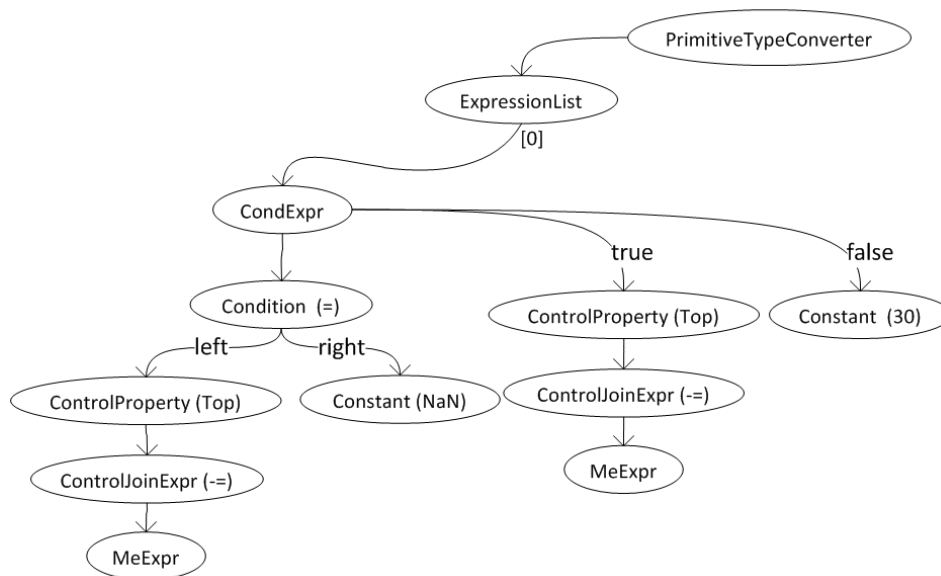 PrimitiveTypeConverter
ExpressionList
[0]
CondExpr
true
false
Condition (=)
ControlProperty (Top)
Constant (30)
left
right
ControlProperty (Top)
Constant (NaN)
ControlJoinExpr (-=)
ControlJoinExpr (-=)
MeExpr
MeExpr